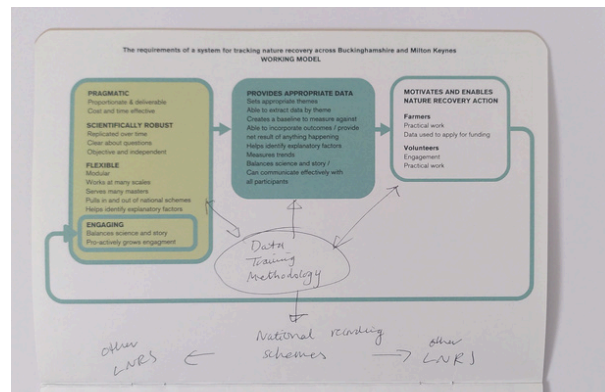 The requirements of a system for tracking nature recovery across Buckinghamshire and Milton Keynes
WORKING MODEL
PRAGMATIC
Proportionate & deliverable
Cost and time effective
SCIENTIFICALLY ROBUST
Replicated over time
Clear about questions
Objective and independent
FLEXIBLE
Modular
Works at many scales
Serves many masters
Pulls in and out of national schemes
Helps identify explanatory factors
ENGAGING
Balances science and story
Pro-actively grows engagment
PROVIDES APPROPRIATE DATA
Sets appropriate themes
Able to extract data by theme
Creates a baseline to measure against
Able to incorporate outcomes / provide
net result of anything happening
Helps identify explanatory factors
Measures trends
Balances science and story /
Can communicate effectively with
all participants
MOTIVATES AND ENABLES
NATURE RECOVERY ACTION
Farmers
Practical work
Data used to apply for funding
Volunteers
Engagement
Practical work
Data
Training
Methodology
National recording
schemes
other
LNRS
other
LNRS